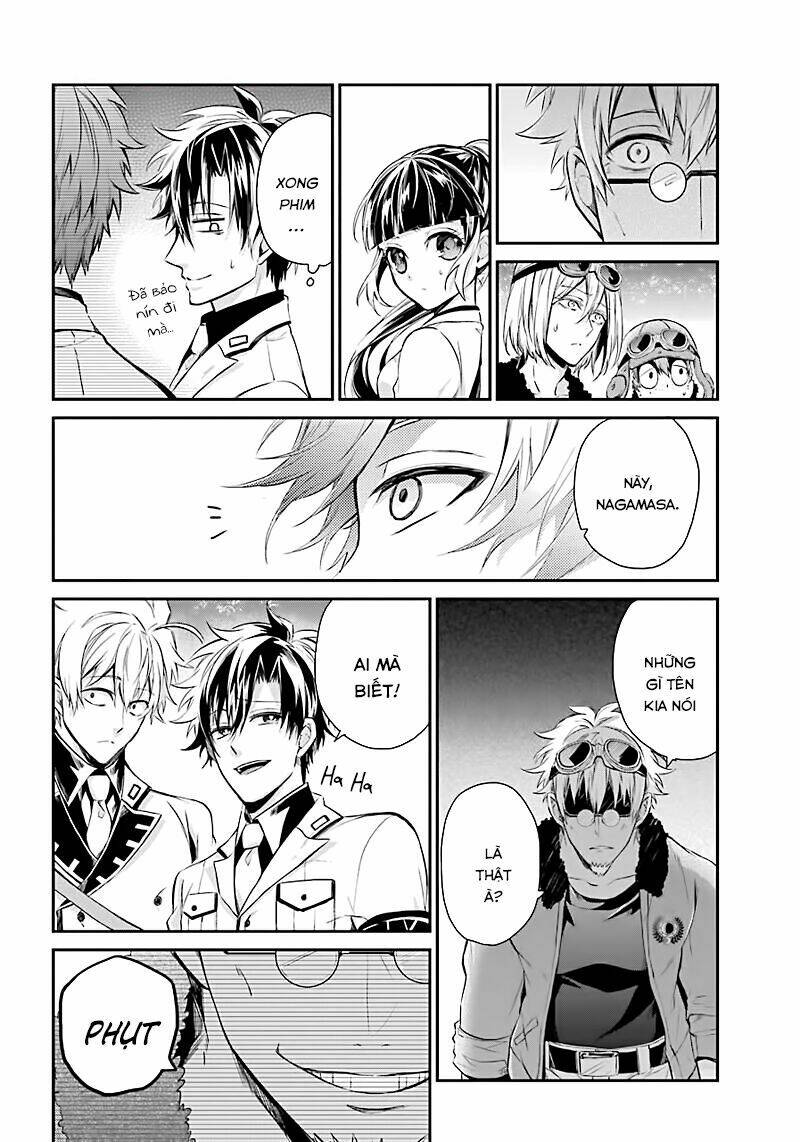 XONG
PHIM
...
Đã bảo
nín đi
mà...
NÀY,
NAGAMASA.
NHỮNG
GÌ TÊN
KIA NÓI
LÀ
THẬT
À?
AI MÀ
BIẾT!
Ha Ha
PHỤT